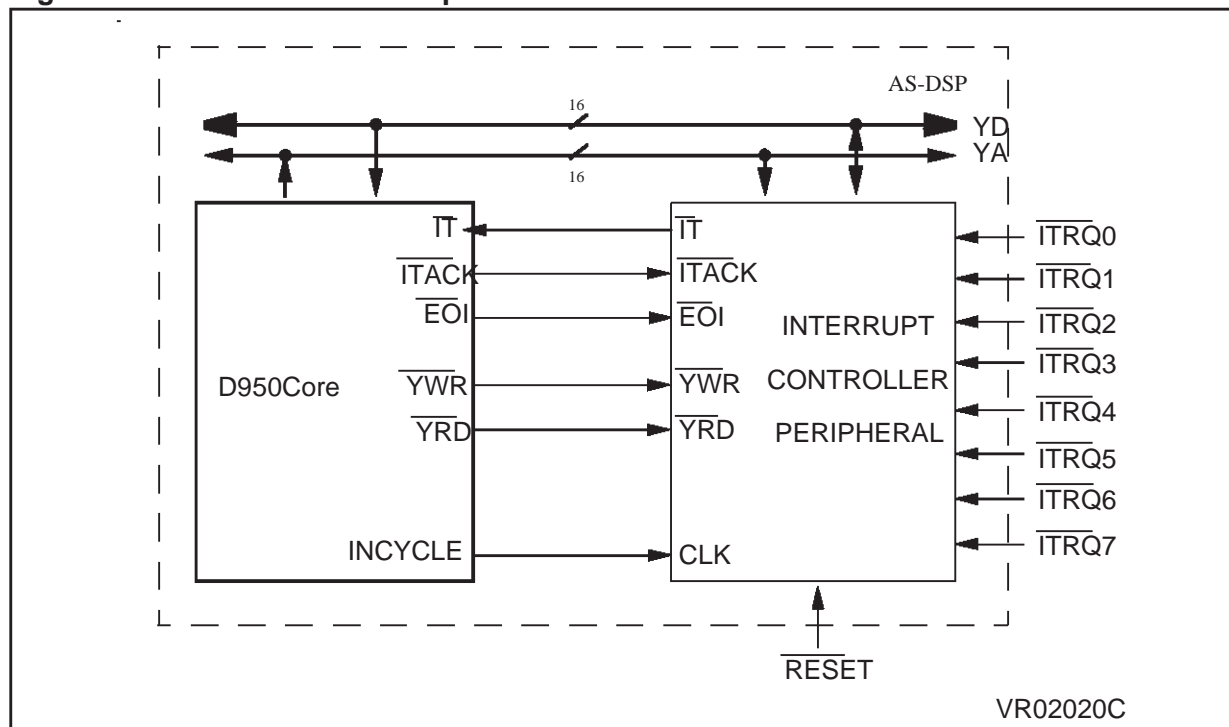 AS-DSP
16
YD
YA
16
IT IT ITRQ0
ITACK ITACK ITRQ1
EOI EOI INTERRUPT ITRQ2
ITRQ3
D950Core YWR YWR CONTROLLER
ITRQ4
YRD YRD PERIPHERAL
ITRQ5
ITRQ6
INCYCLE CLK ITRQ7
RESET
VR02020C